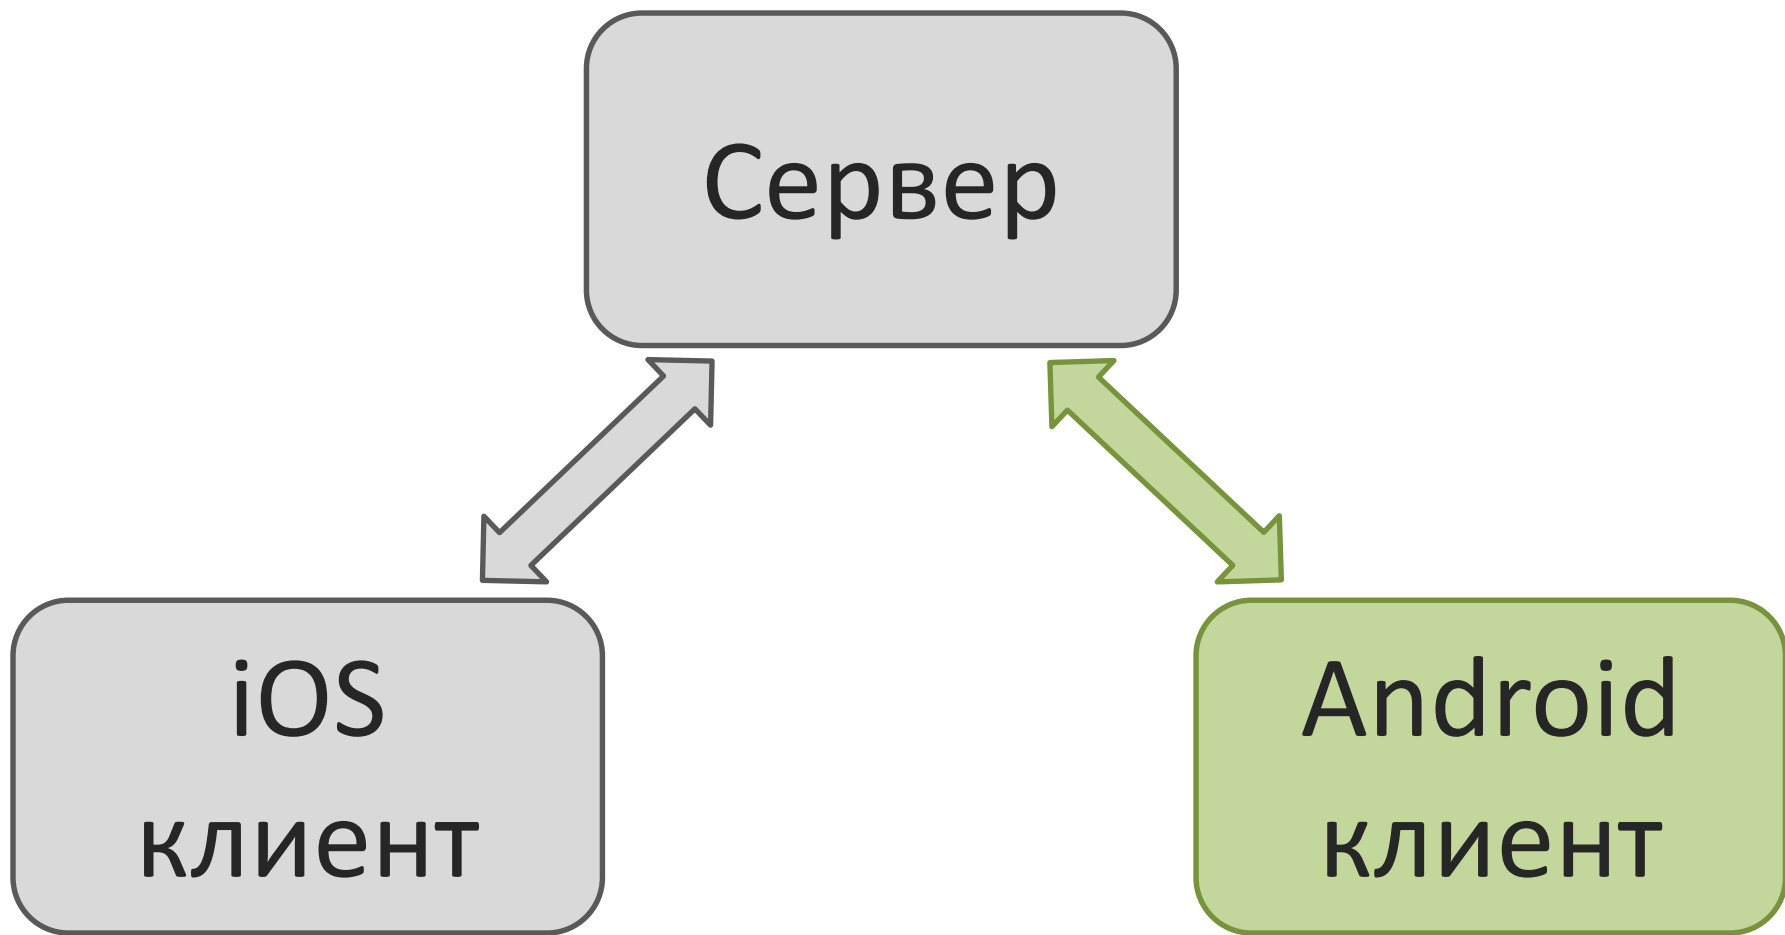 Сервер
iOS
клиент
Android
клиент